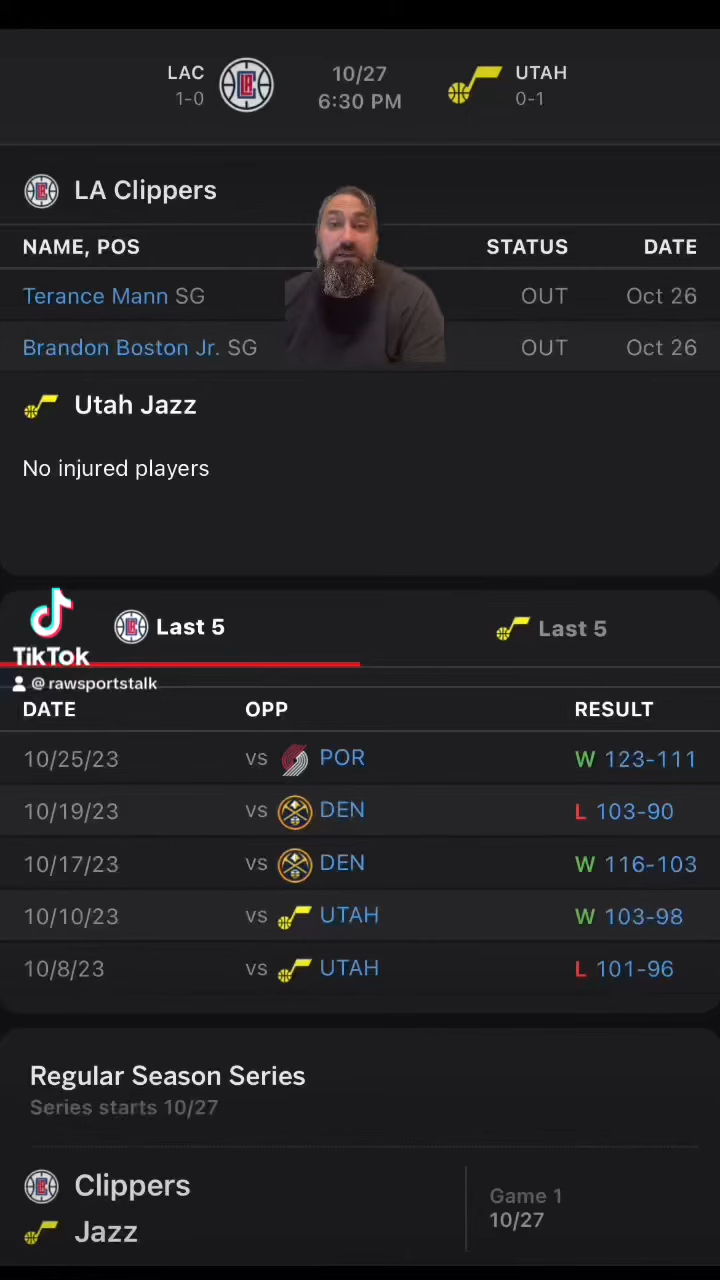 LAC 10/27 UTAH
1-0 6:30 PM 0-1
LA Clippers
NAME, POS STATUS DATE
Terance Mann SG OUT Oct 26
Brandon Boston Jr. SG OUT Oct 26
Utah Jazz
No injured players
Last 5 Last 5
TikTok
@rawsportstalk
DATE OPP RESULT
10/25/23 vs POR W 123-111
10/19/23 vs DEN L 103-90
10/17/23 vs DEN W 116-103
10/10/23 vs UTAH W 103-98
10/8/23 vs UTAH L 101-96
Regular Season Series
Series starts 10/27
Clippers Game 1
Jazz 10/27